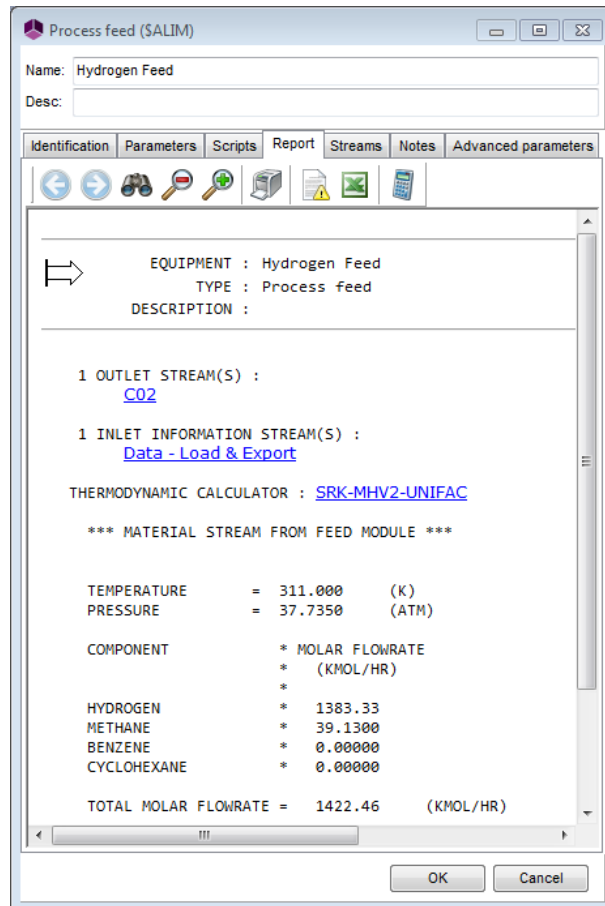 Process feed ($ALIM)
Name: Hydrogen Feed
Desc:
Identification Parameters Scripts Report Streams Notes Advanced parameters
EQUIPMENT : Hydrogen Feed
TYPE : Process feed
DESCRIPTION :
1 OUTLET STREAM(S) :
C02
1 INLET INFORMATION STREAM(S) :
Data - Load & Export
THERMODYNAMIC CALCULATOR : SRK-MHV2-UNIFAC
*** MATERIAL STREAM FROM FEED MODULE ***
TEMPERATURE = 311.000 (K)
PRESSURE = 37.7350 (ATM)
COMPONENT * MOLAR FLOWRATE
* (KMOL/HR)
*
HYDROGEN * 1383.33
METHANE * 39.1300
BENZENE * 0.00000
CYCLOHEXANE * 0.00000
TOTAL MOLAR FLOWRATE = 1422.46 (KMOL/HR)
OK Cancel